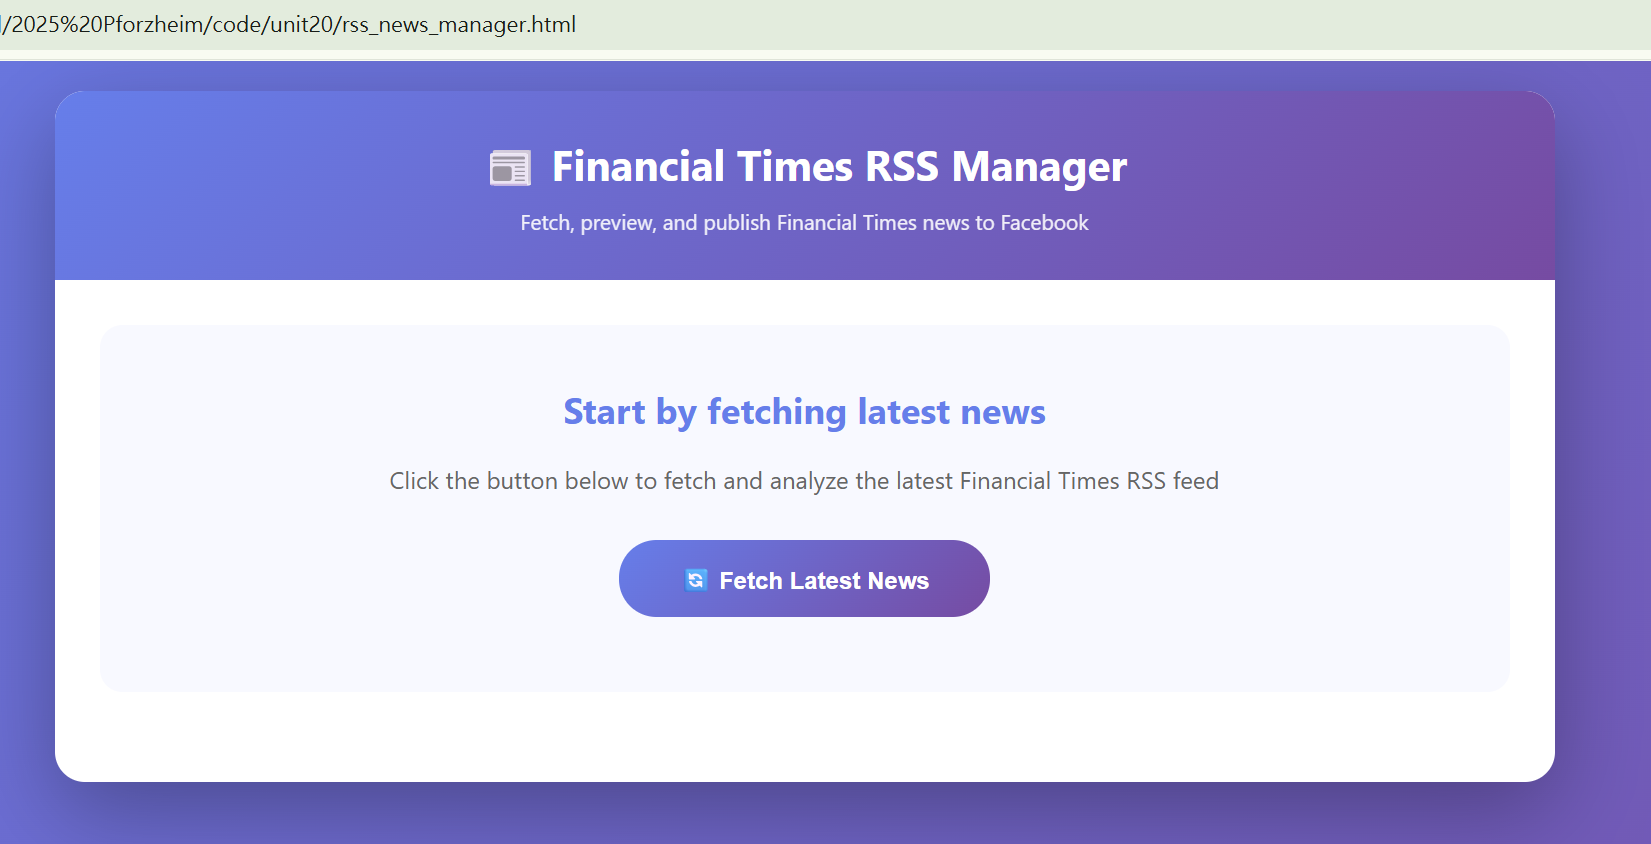 /2025%20Pforzheim/code/unit20/rss_news_manager.html
Financial Times RSS Manager
Fetch, preview, and publish Financial Times news to Facebook
Start by fetching latest news
Click the button below to fetch and analyze the latest Financial Times RSS feed
Fetch Latest News